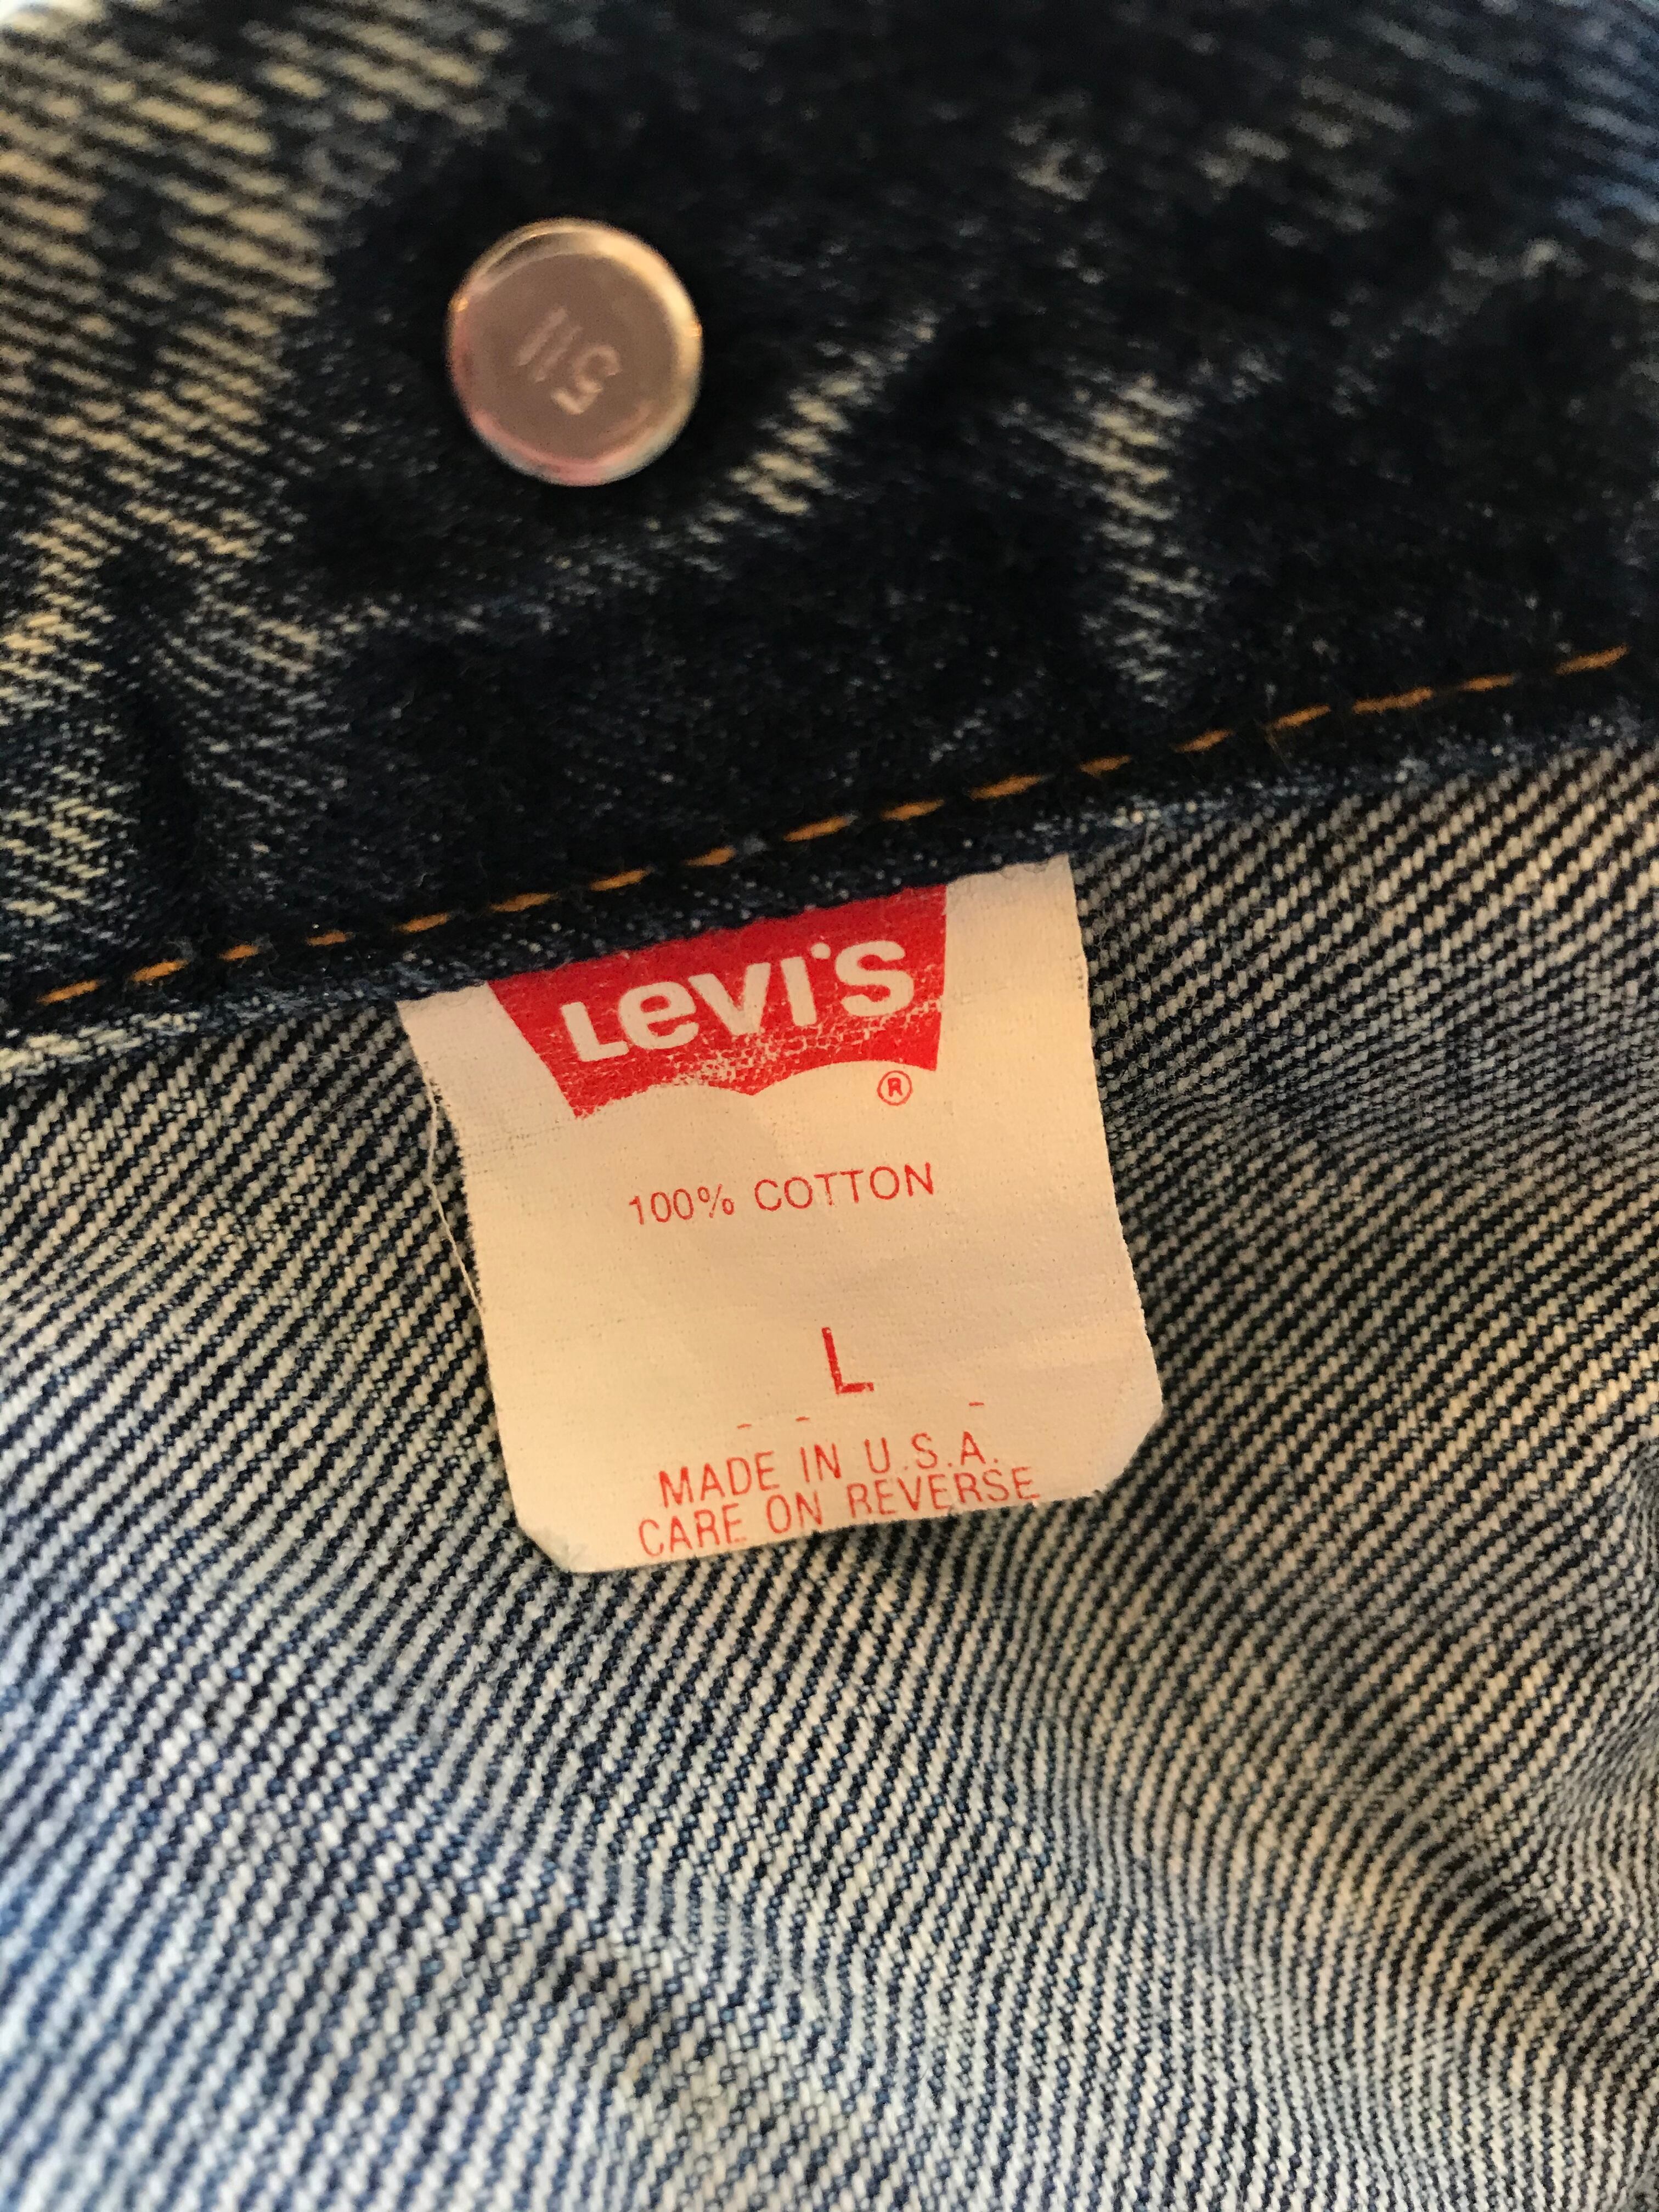 511
LEVI'S
®
100% COTTON
L
MADE IN U.S.A.
CARE ON REVERSE